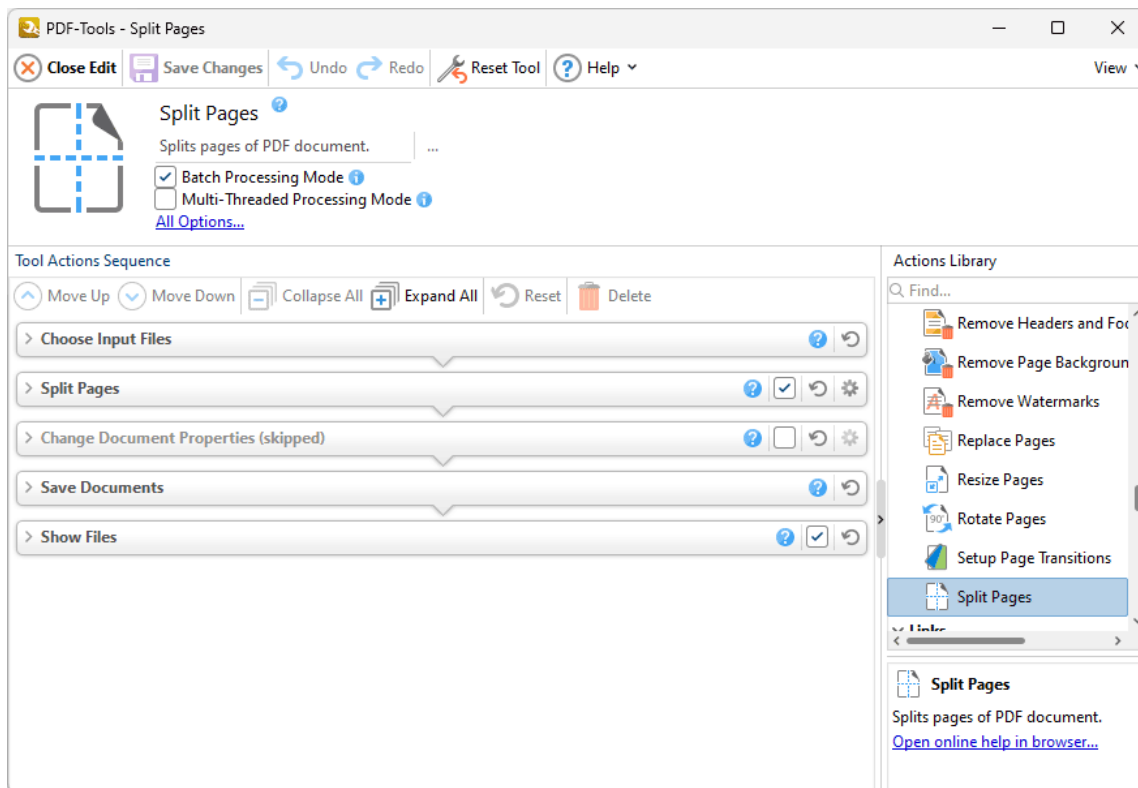 PDF-Tools - Split Pages
Close Edit Save Changes Undo Redo Reset Tool ? Help View
Split Pages ?
Splits pages of PDF document. ...
Batch Processing Mode i
Multi-Threaded Processing Mode i
All Options...
Tool Actions Sequence
Move Up Move Down Collapse All Expand All Reset Delete
Choose Input Files ?
Split Pages ?
Change Document Properties (skipped) ?
Save Documents ?
Show Files ?
Actions Library
Find...
Remove Headers and Foo
Remove Page Backgroun
Remove Watermarks
Replace Pages
Resize Pages
90° Rotate Pages
Setup Page Transitions
Split Pages
Links
Split Pages
Splits pages of PDF document.
Open online help in browser...